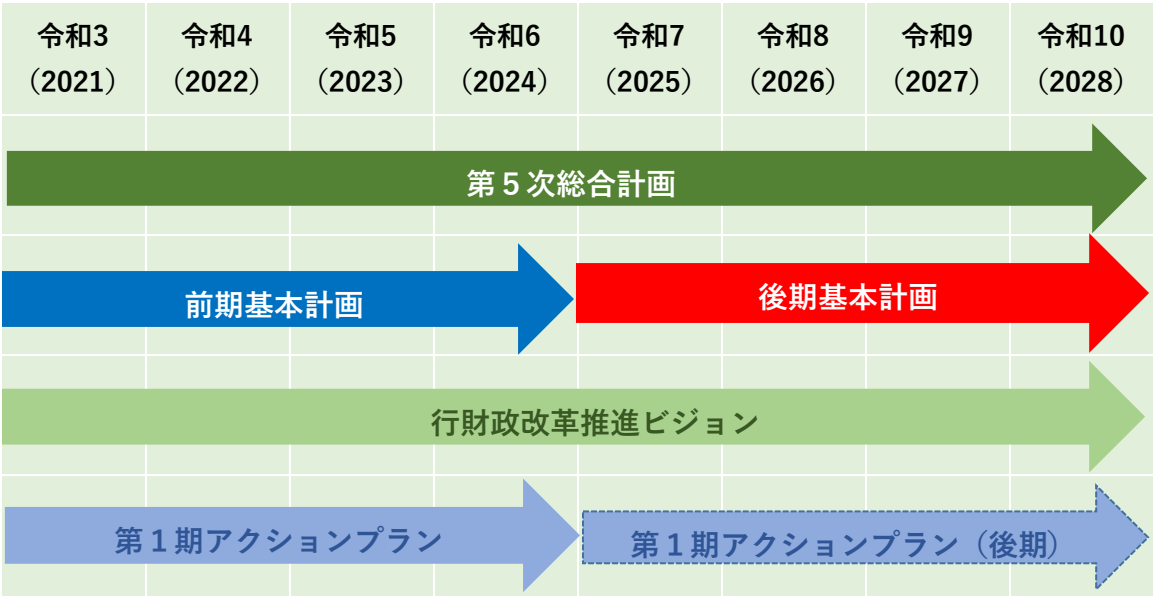 令和3 令和4 令和5 令和6 令和7 令和8 令和9 令和10
（2021） （2022） （2023） （2024） （2025） （2026） （2027） （2028）
第５次総合計画
前期基本計画 後期基本計画
行財政改革推進ビジョン
第１期アクションプラン 第１期アクションプラン（後期）